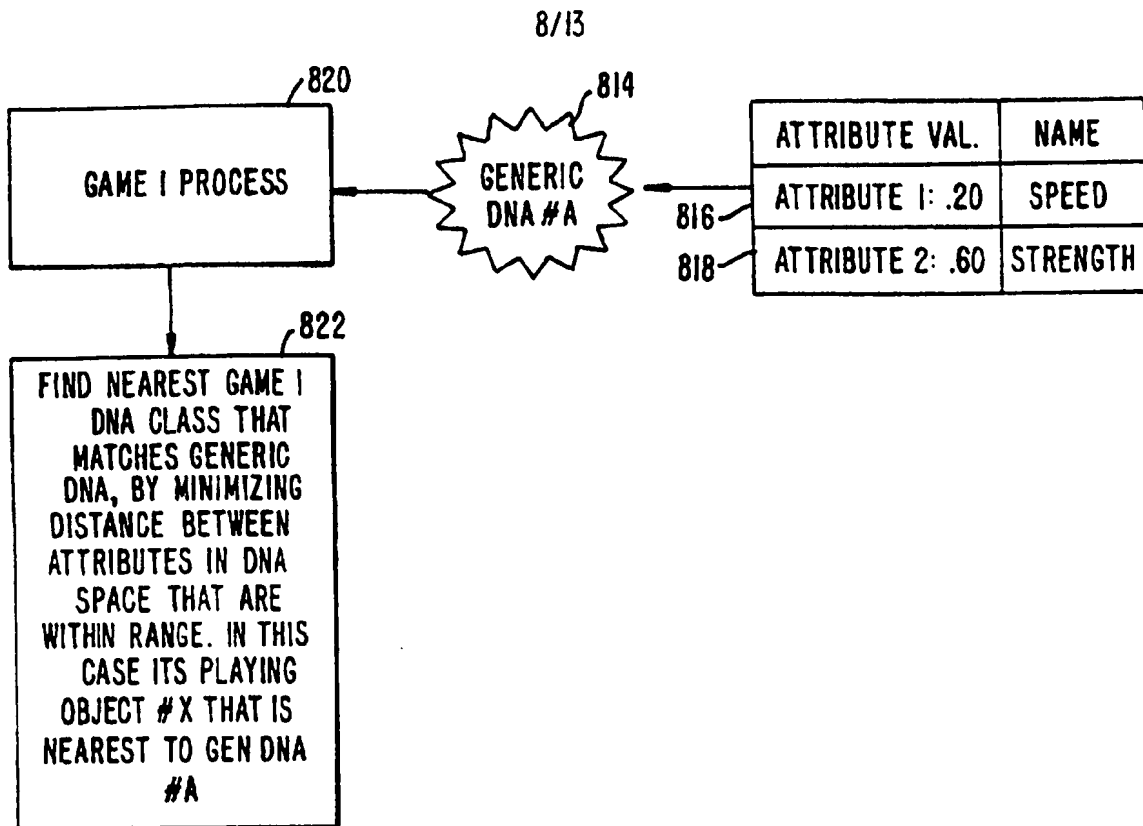 8/13
820
GAME 1 PROCESS
814
GENERIC
DNA #A
ATTRIBUTE VAL. NAME
816 ATTRIBUTE 1: .20 SPEED
818 ATTRIBUTE 2: .60 STRENGTH
822
FIND NEAREST GAME 1
DNA CLASS THAT
MATCHES GENERIC
DNA, BY MINIMIZING
DISTANCE BETWEEN
ATTRIBUTES IN DNA
SPACE THAT ARE
WITHIN RANGE. IN THIS
CASE ITS PLAYING
OBJECT #X THAT IS
NEAREST TO GEN DNA
#A